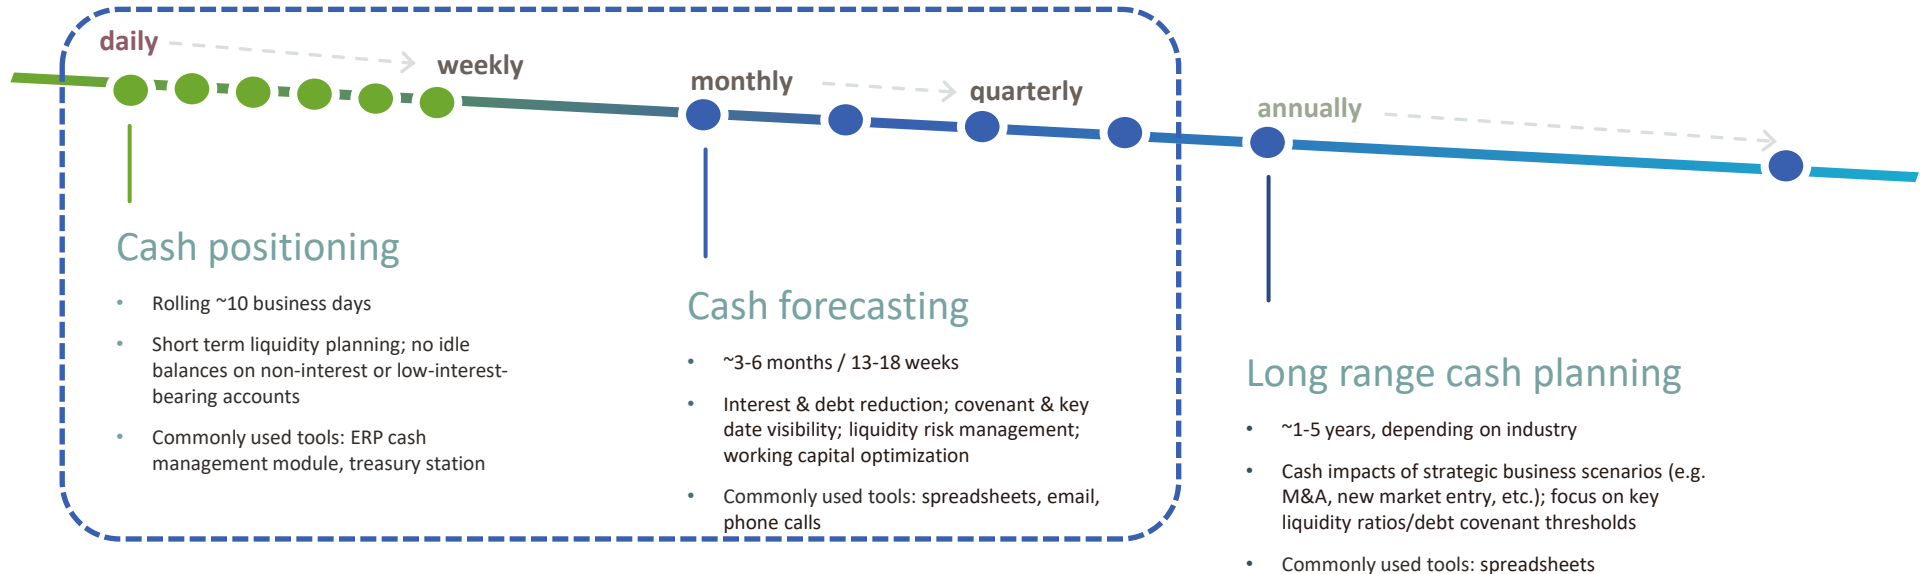 daily
weekly
monthly
quarterly
annually
Cash positioning
• Rolling ~10 business days
• Short term liquidity planning; no idle
balances on non-interest or low-interest-
bearing accounts
• Commonly used tools: ERP cash
management module, treasury station
Cash forecasting
• ~3-6 months / 13-18 weeks
• Interest & debt reduction; covenant & key
date visibility; liquidity risk management;
working capital optimization
• Commonly used tools: spreadsheets, email,
phone calls
Long range cash planning
• ~1-5 years, depending on industry
• Cash impacts of strategic business scenarios (e.g.
M&A, new market entry, etc.); focus on key
liquidity ratios/debt covenant thresholds
• Commonly used tools: spreadsheets